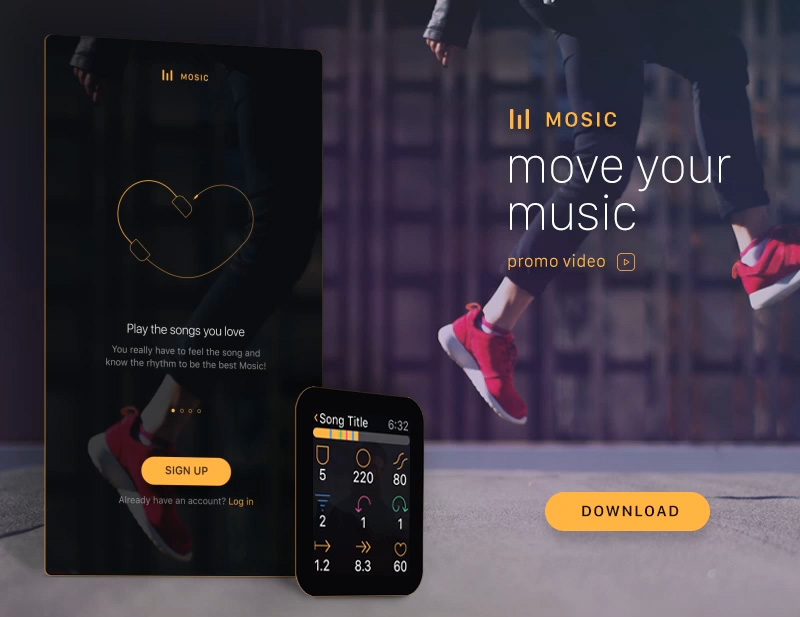 MOSIC
Play the songs you love
You really have to feel the song and
know the rhythm to be the best Mosic!
SIGN UP
Already have an account? Log in
‹Song Title 6:32
5 220 80
2 1 1
1.2 8.3 60
MOSIC
move your
music
promo video
DOWNLOAD